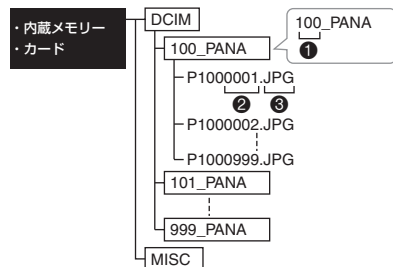 ・内蔵メモリー
・カード
DCIM
100_PANA
100_PANA
❶
P1000001.JPG
❷ ❸
P1000002.JPG
P1000999.JPG
101_PANA
999_PANA
MISC